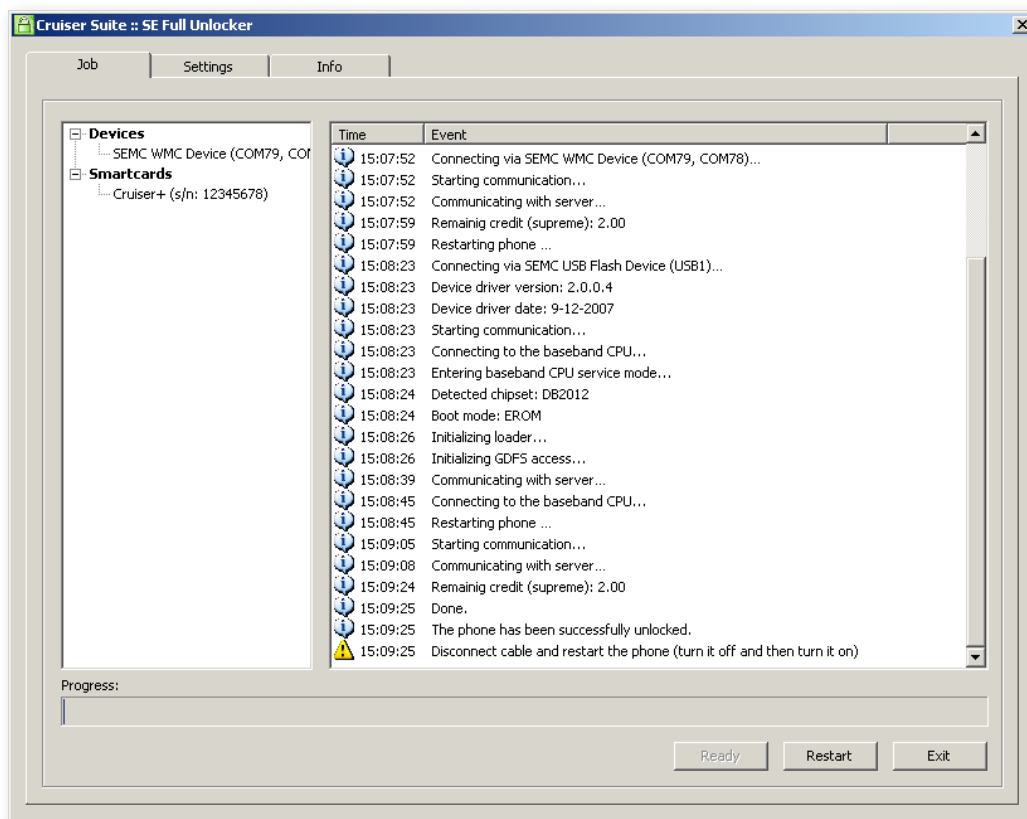 Cruiser Suite :: SE Full Unlocker
Job Settings Info
Devices
SEMC WMC Device (COM79, CO
Smartcards
Cruiser+ (s/n: 12345678)
Time Event
15:07:52 Connecting via SEMC WMC Device (COM79, COM78)...
15:07:52 Starting communication...
15:07:52 Communicating with server...
15:07:59 Remainig credit (supreme): 2.00
15:07:59 Restarting phone ...
15:08:23 Connecting via SEMC USB Flash Device (USB1)...
15:08:23 Device driver version: 2.0.0.4
15:08:23 Device driver date: 9-12-2007
15:08:23 Starting communication...
15:08:23 Connecting to the baseband CPU...
15:08:23 Entering baseband CPU service mode...
15:08:24 Detected chipset: DB2012
15:08:24 Boot mode: EROM
15:08:26 Initializing loader...
15:08:26 Initializing GDFS access...
15:08:39 Communicating with server...
15:08:45 Connecting to the baseband CPU...
15:08:45 Restarting phone ...
15:09:05 Starting communication...
15:09:08 Communicating with server...
15:09:24 Remainig credit (supreme): 2.00
15:09:25 Done.
15:09:25 The phone has been successfully unlocked.
15:09:25 Disconnect cable and restart the phone (turn it off and then turn it on)
Progress:
Ready Restart Exit